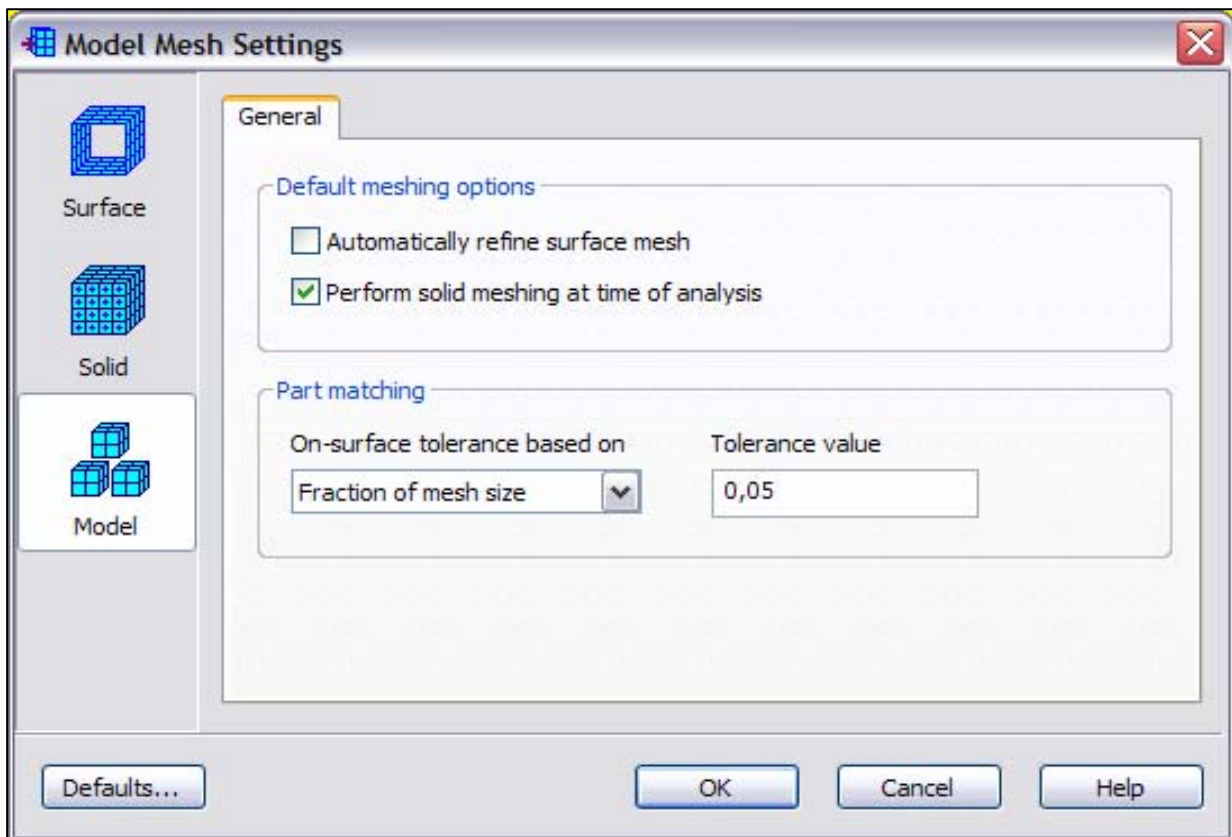 Model Mesh Settings
Surface
Solid
Model
General
Default meshing options
Automatically refine surface mesh
Perform solid meshing at time of analysis
Part matching
On-surface tolerance based on
Tolerance value
Fraction of mesh size
0,05
Defaults...
OK
Cancel
Help